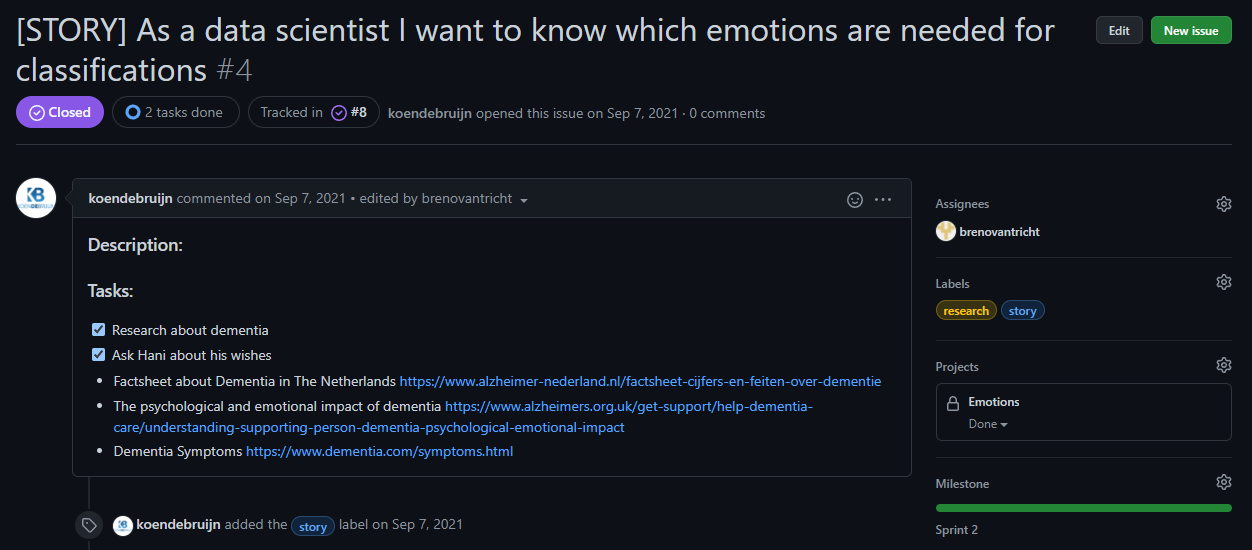 [STORY] As a data scientist I want to know which emotions are needed for
classifications #4
Edit
New issue
Closed
2 tasks done
Tracked in #8
koendebruijn opened this issue on Sep 7, 2021 · 0 comments
koendebruijn commented on Sep 7, 2021 • edited by brenovantricht
Description:
Tasks:
Research about dementia
Ask Hani about his wishes
• Factsheet about Dementia in The Netherlands https://www.alzheimer-nederland.nl/factsheet-cijfers-en-feiten-over-dementie
• The psychological and emotional impact of dementia https://www.alzheimers.org.uk/get-support/help-dementia-
care/understanding-supporting-person-dementia-psychological-emotional-impact
• Dementia Symptoms https://www.dementia.com/symptoms.html
koendebruijn added the story label on Sep 7, 2021
Assignees
brenovantricht
Labels
research story
Projects
Emotions
Done
Milestone
Sprint 2